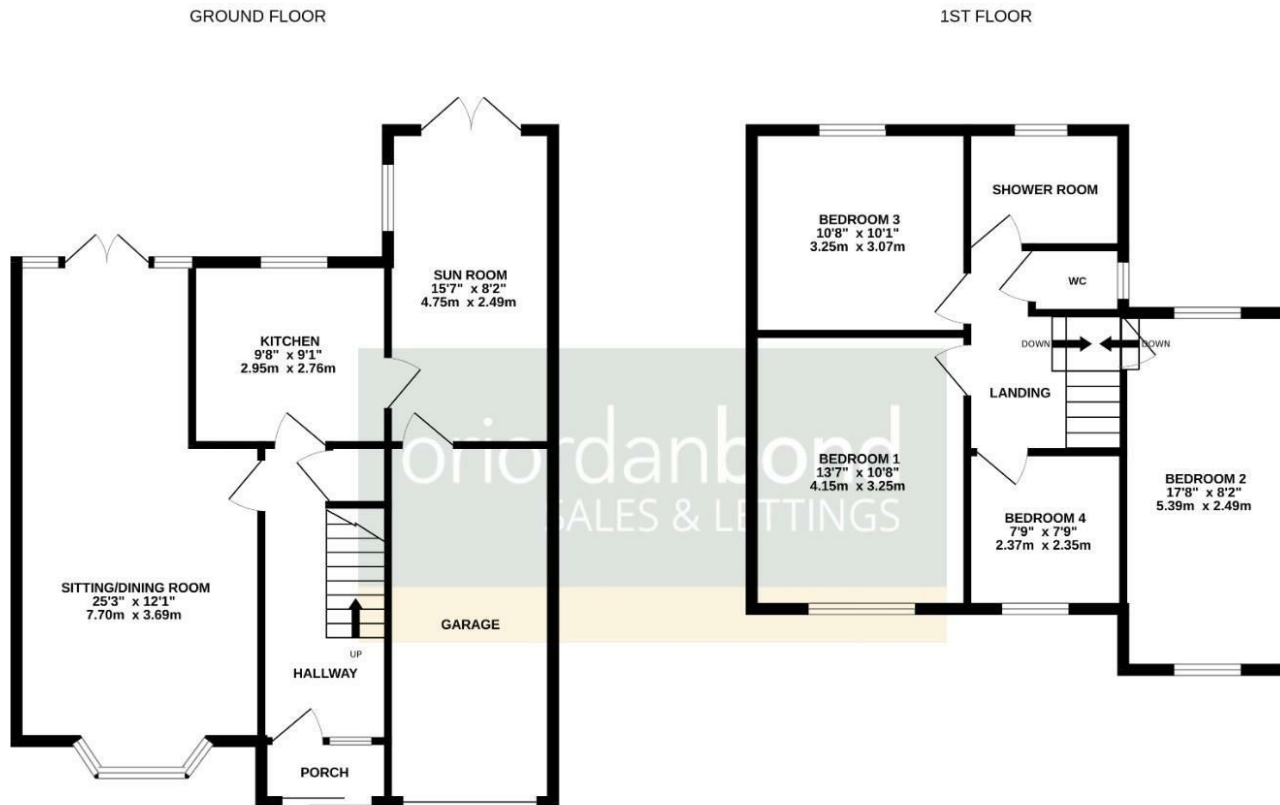 GROUND FLOOR
1ST FLOOR
SUN ROOM
15'7" x 8'2"
4.75m x 2.49m
KITCHEN
9'8" x 9'1"
2.95m x 2.76m
SITTING/DINING ROOM
25'3" x 12'1"
7.70m x 3.69m
UP
HALLWAY
PORCH
GARAGE
BEDROOM 3
10'8" x 10'1"
3.25m x 3.07m
SHOWER ROOM
WC
DOWN
DOWN
LANDING
BEDROOM 1
13'7" x 10'8"
4.15m x 3.25m
BEDROOM 4
7'9" x 7'9"
2.37m x 2.35m
BEDROOM 2
17'8" x 8'2"
5.39m x 2.49m
oriordanbond
SALES & LETTINGS